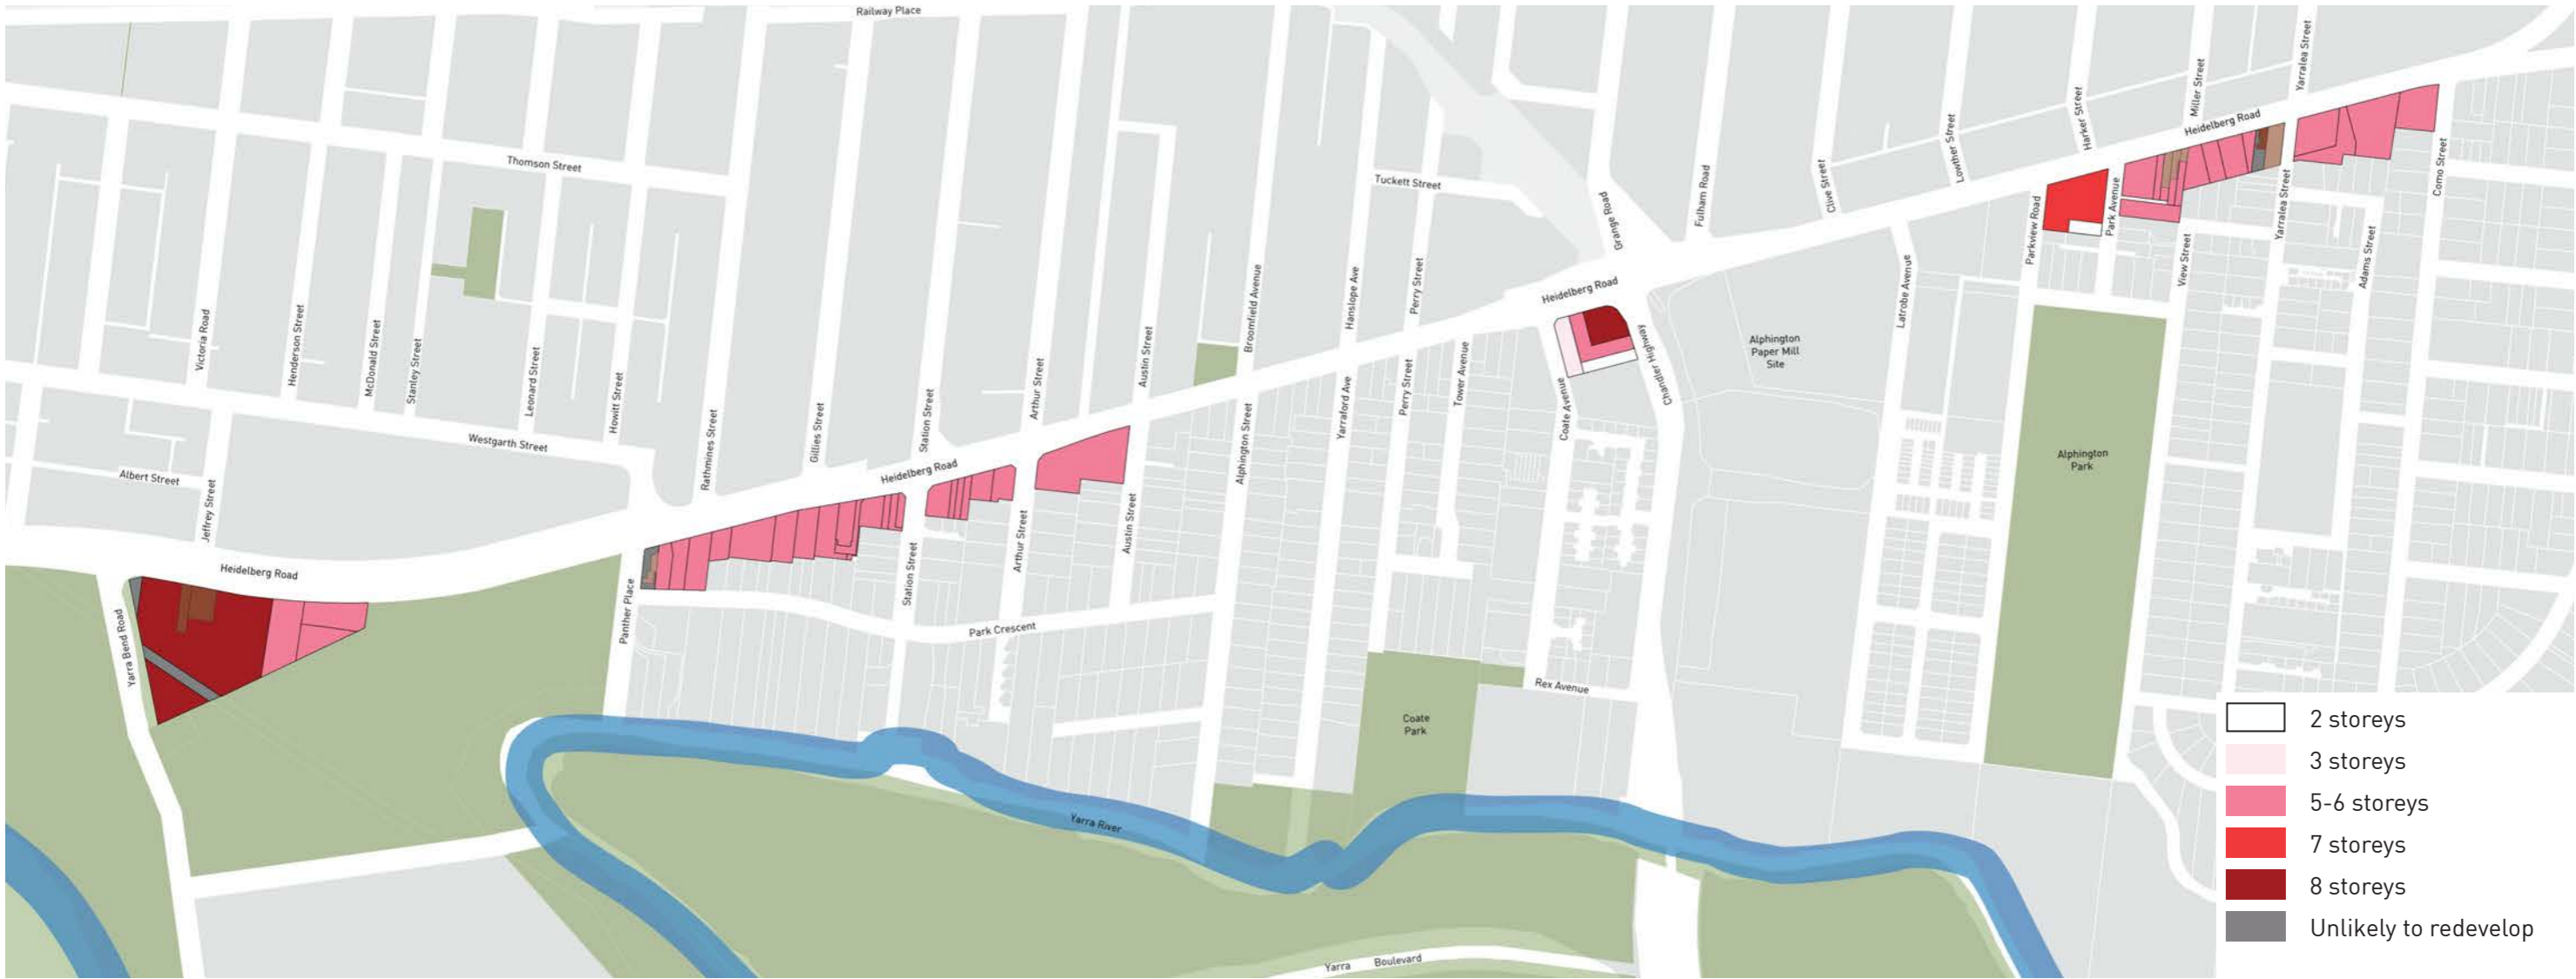 Railway Place
Yarralea Street
Miller Street
Harker Street
Heidelberg Road
Lowther Street
Clive Street
Fulham Road
Grange Road
Tuckett Street
Thomson Street
Como Street
Park Avenue
Parkview Road
Yarralea Street
View Street
Adams Street
Latrobe Avenue
Heidelberg Road
Perry Street
Hanslope Ave
Broomfield Avenue
Austin Street
Arthur Street
Station Street
Gillies Street
Rathmines Street
Howitt Street
Leonard Street
Stanley Street
McDonald Street
Henderson Street
Victoria Road
Chandler Highway
Alphington
Paper Mill
Site
Coate Avenue
Tower Avenue
Perry Street
Yarraford Ave
Alphington Street
Westgarth Street
Albert Street
Jeffrey Street
Heidelberg Road
Alphington
Park
Austin Street
Arthur Street
Station Street
Heidelberg Road
Panther Place
Yarra Bend Road
Park Crescent
Rex Avenue
Coate
Park
Yarra River
Yarra Boulevard
2 storeys
3 storeys
5-6 storeys
7 storeys
8 storeys
Unlikely to redevelop